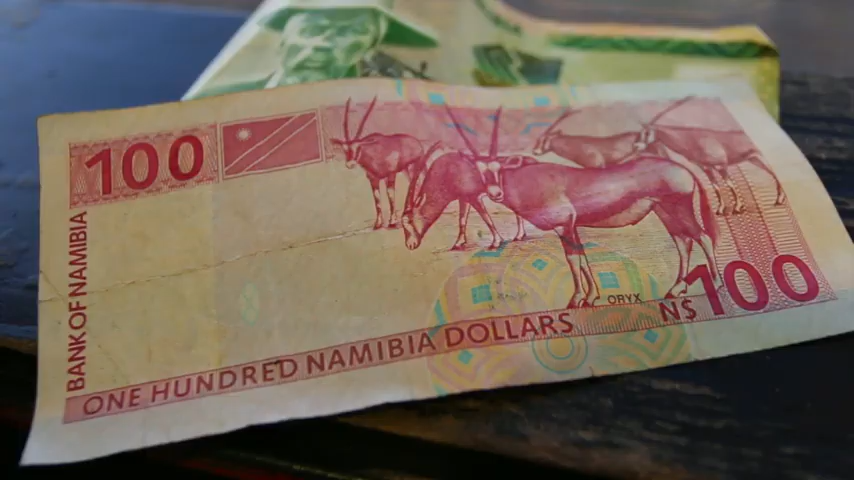 100
BANK OF NAMIBIA
ORYX
N$100
ONE HUNDRED NAMIBIA DOLLARS